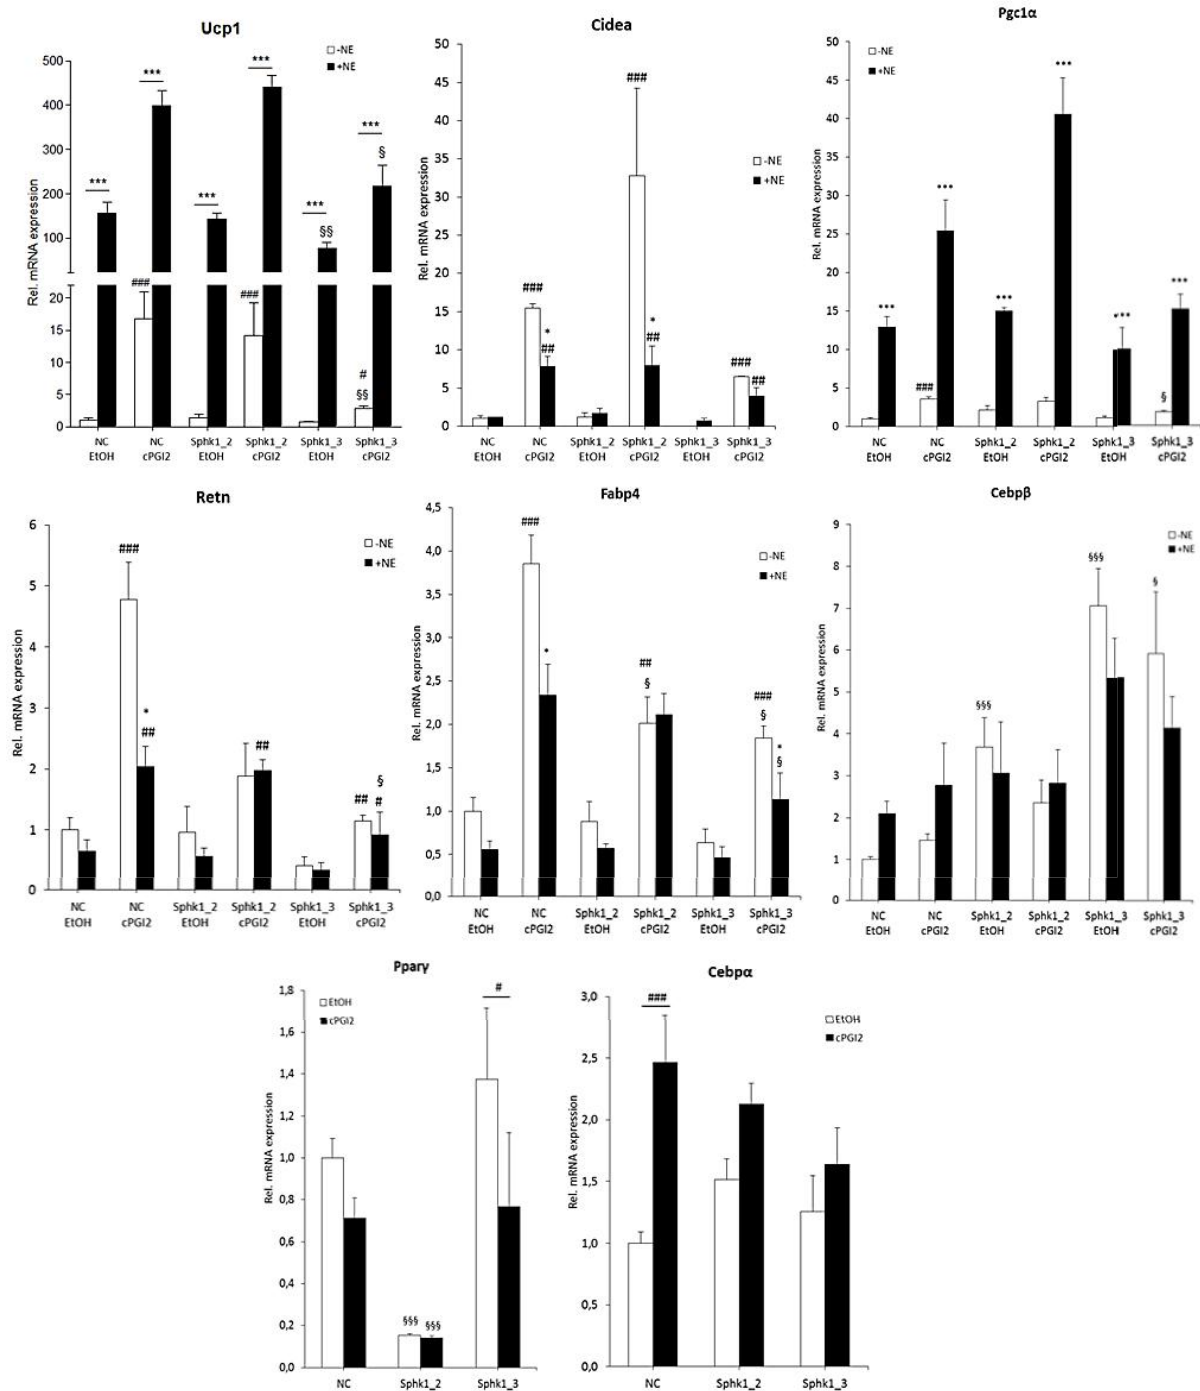 Ucp1
-NE
+NE
Rel. mRNA expression
500
400
300
200
100
20
15
10
5
0
***
***
***
***
***
***
###
###
§§
§
#
§§
NC EtOH
NC cPGI2
Sphk1_2 EtOH
Sphk1_2 cPGI2
Sphk1_3 EtOH
Sphk1_3 cPGI2
Cidea
-NE
+NE
Rel. mRNA expression
50
45
40
35
30
25
20
15
10
5
0
###
*
##
###
*
##
###
##
NC EtOH
NC cPGI2
Sphk1_2 EtOH
Sphk1_2 cPGI2
Sphk1_3 EtOH
Sphk1_3 cPGI2
Pgc1α
-NE
+NE
Rel. mRNA expression
50
45
40
35
30
25
20
15
10
5
0
***
###
***
***
***
***
§
***
NC EtOH
NC cPGI2
Sphk1_2 EtOH
Sphk1_2 cPGI2
Sphk1_3 EtOH
Sphk1_3 cPGI2
Retn
-NE
+NE
Rel. mRNA expression
6
5
4
3
2
1
0
###
*
##
##
##
§
#
NC EtOH
NC cPGI2
Sphk1_2 EtOH
Sphk1_2 cPGI2
Sphk1_3 EtOH
Sphk1_3 cPGI2
Fabp4
-NE
+NE
Rel. mRNA expression
4,5
4,0
3,5
3,0
2,5
2,0
1,5
1,0
0,5
0,0
###
*
##
§
###
§
*
§
NC EtOH
NC cPGI2
Sphk1_2 EtOH
Sphk1_2 cPGI2
Sphk1_3 EtOH
Sphk1_3 cPGI2
Cebpβ
-NE
+NE
Rel. mRNA expression
9
8
7
6
5
4
3
2
1
0
§§§
§§§
§
NC EtOH
NC cPGI2
Sphk1_2 EtOH
Sphk1_2 cPGI2
Sphk1_3 EtOH
Sphk1_3 cPGI2
Pparγ
EtOH
cPGI2
Rel. mRNA expression
1,8
1,6
1,4
1,2
1,0
0,8
0,6
0,4
0,2
0,0
§§§
§§§
#
NC
Sphk1_2
Sphk1_3
Cebpα
EtOH
cPGI2
Rel. mRNA expression
3,0
2,5
2,0
1,5
1,0
0,5
0,0
###
NC
Sphk1_2
Sphk1_3